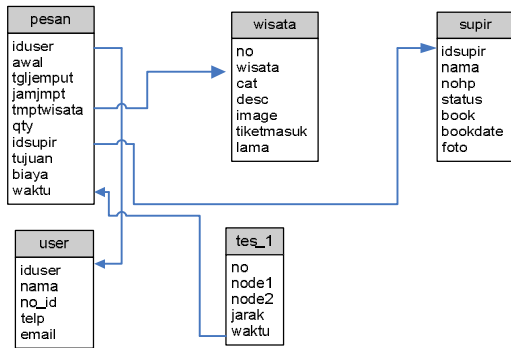 pesan
iduser
awal
tgljemput
jamjmpt
tmptwisata
qty
idsupir
tujuan
biaya
waktu
wisata
no
wisata
cat
desc
image
tiketmasuk
lama
supir
idsupir
nama
nohp
status
book
bookdate
foto
user
iduser
nama
no_id
telp
email
tes_1
no
node1
node2
jarak
waktu